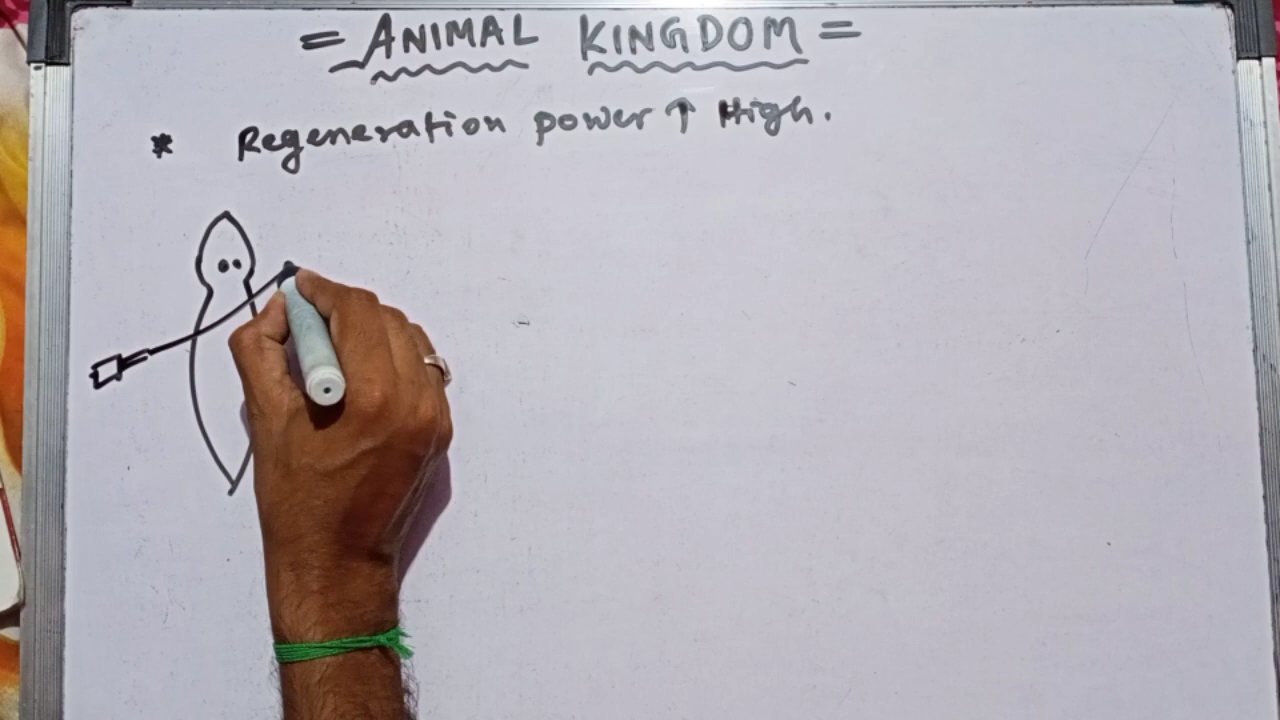 = ANIMAL KINGDOM =
* Regeneration power ↑ High.